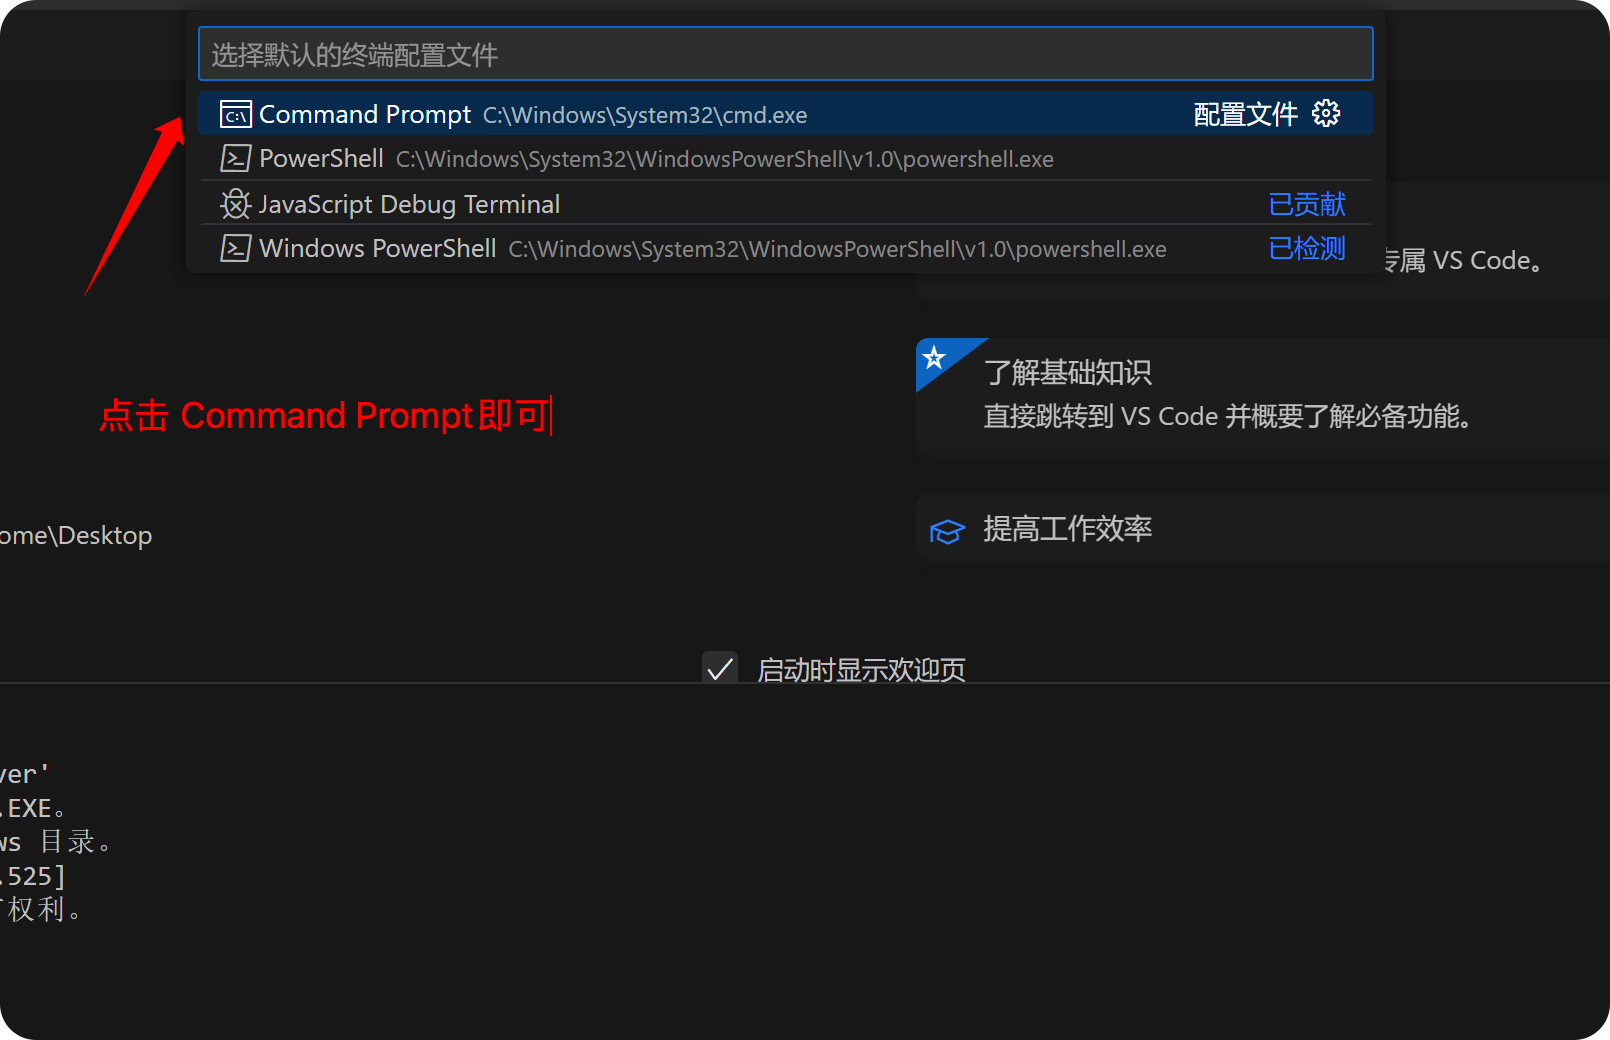 选择默认的终端配置文件
Command Prompt C:\Windows\System32\cmd.exe 配置文件
PowerShell C:\Windows\System32\WindowsPowerShell\v1.0\powershell.exe
JavaScript Debug Terminal 已贡献
Windows PowerShell C:\Windows\System32\WindowsPowerShell\v1.0\powershell.exe 已检测
专属 VS Code。
了解基础知识
直接跳转到 VS Code 并概要了解必备功能。
点击 Command Prompt即可
提高工作效率
ome\Desktop
启动时显示欢迎页
ver'
.EXE。
ws 目录。
.525]
权利。